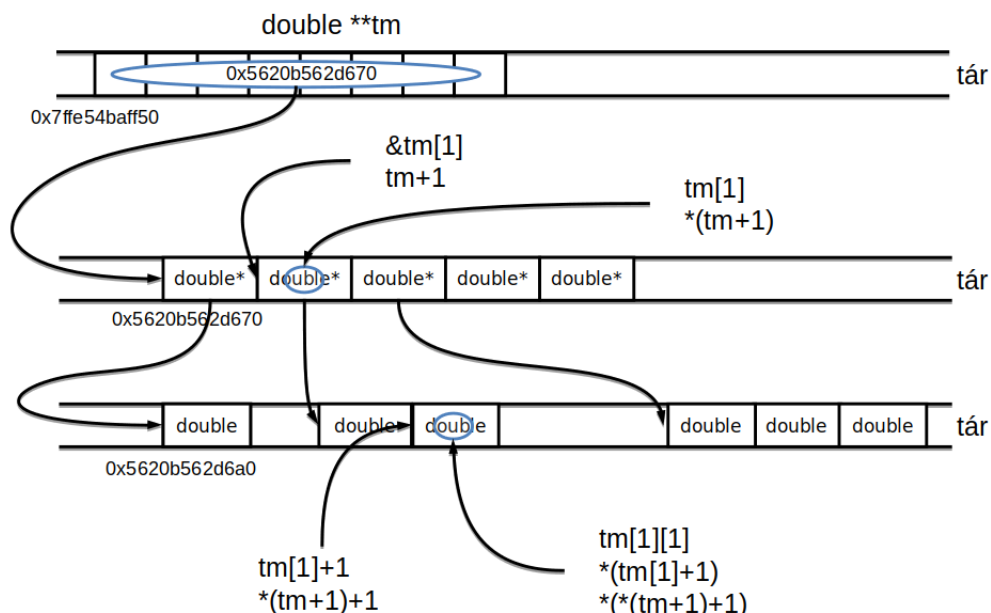 double **tm
0x5620b562d670
tár
0x7ffe54baff50
&tm[1]
tm+1
tm[1]
*(tm+1)
double* double* double* double* double*
tár
0x5620b562d670
double double double double double double
tár
0x5620b562d6a0
tm[1]+1
*(tm+1)+1
tm[1][1]
*(tm[1]+1)
*(*(tm+1)+1)